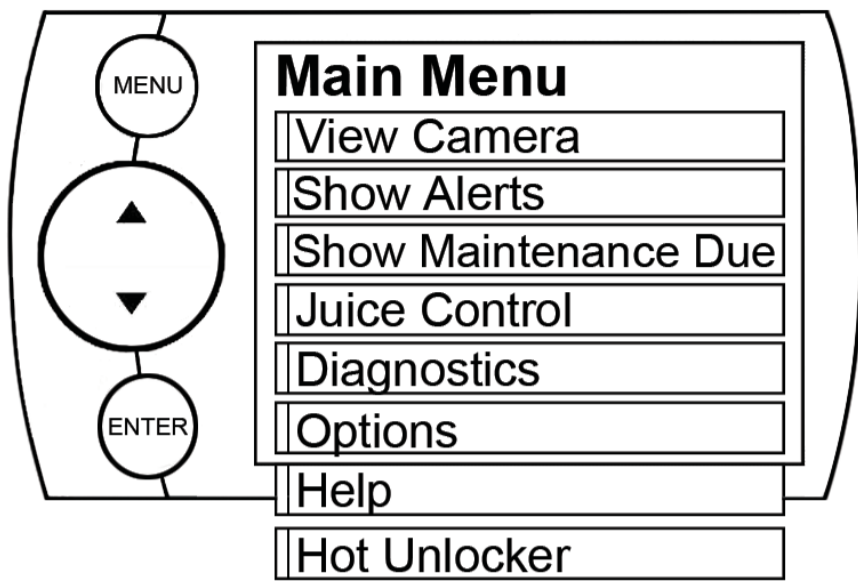 MENU
ENTER
Main Menu
View Camera
Show Alerts
Show Maintenance Due
Juice Control
Diagnostics
Options
Help
Hot Unlocker